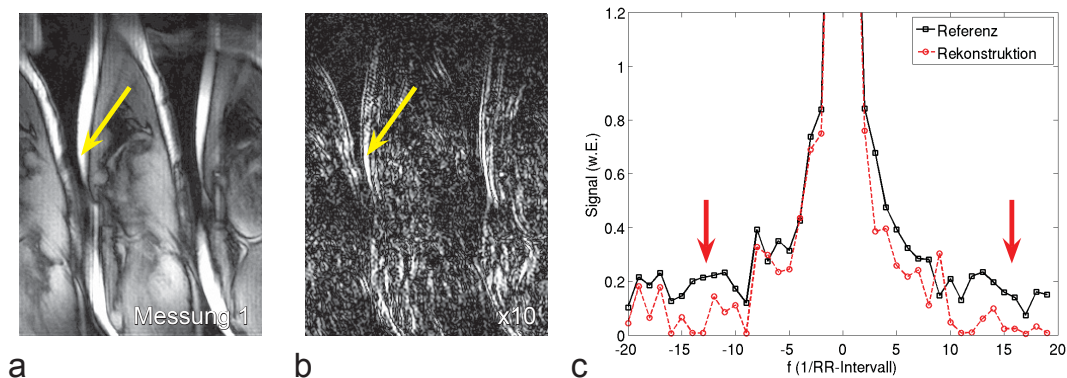 Messung 1
a
x10
b
Signal (w.E.)
1.2
1
0.8
0.6
0.4
0.2
0
-20 -15 -10 -5 0 5 10 15 20
f (1/RR-Intervall)
Referenz
Rekonstruktion
c